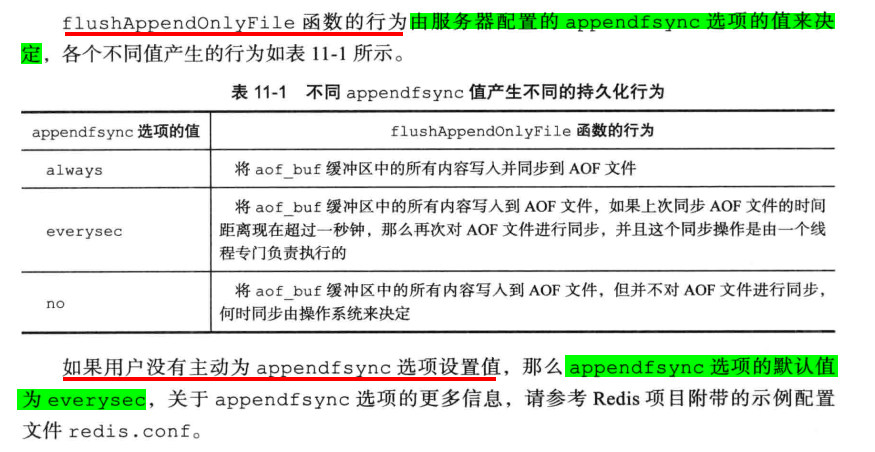 flushAppendOnlyFile 函数的行为由服务器配置的 appendfsync 选项的值来决
定，各个不同值产生的行为如表 11-1 所示。
表 11-1 不同 appendfsync 值产生不同的持久化行为
appendfsync 选项的值
flushAppendOnlyFile 函数的行为
always
将 aof_buf 缓冲区中的所有内容写入并同步到 AOF 文件
everysec
将 aof_buf 缓冲区中的所有内容写入到 AOF 文件，如果上次同步 AOF 文件的时间
距离现在超过一秒钟，那么再次对 AOF 文件进行同步，并且这个同步操作是由一个线
程专门负责执行的
no
将 aof_buf 缓冲区中的所有内容写入到 AOF 文件，但并不对 AOF 文件进行同步，
何时同步由操作系统来决定
如果用户没有主动为 appendfsync 选项设置值，那么 appendfsync 选项的默认值
为 everysec，关于 appendfsync 选项的更多信息，请参考 Redis 项目附带的示例配置
文件 redis.conf。